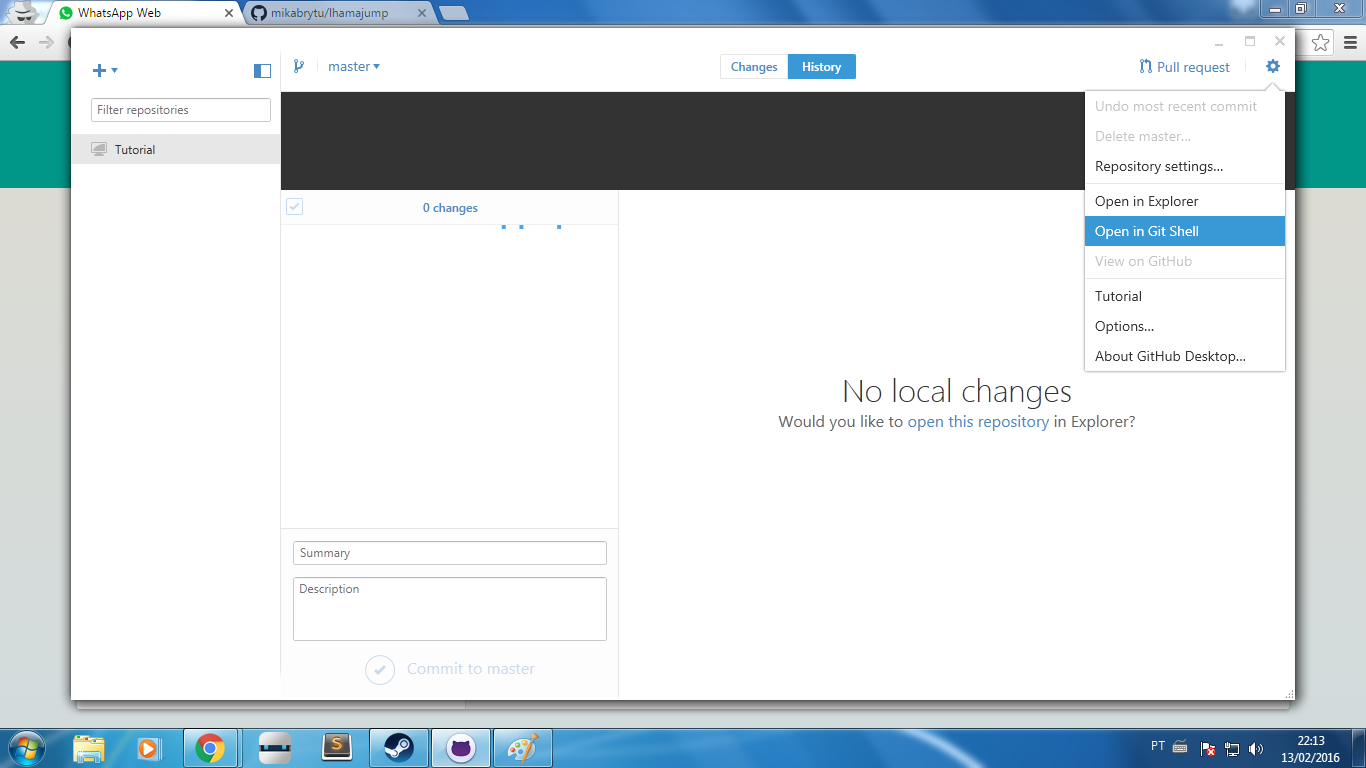 WhatsApp Web
mikabrytu/lhamajump
master
Changes
History
Pull request
Filter repositories
Tutorial
0 changes
Undo most recent commit
Delete master...
Repository settings...
Open in Explorer
Open in Git Shell
View on GitHub
Tutorial
Options...
About GitHub Desktop...
No local changes
Would you like to open this repository in Explorer?
Summary
Description
Commit to master
PT
22:13
13/02/2016